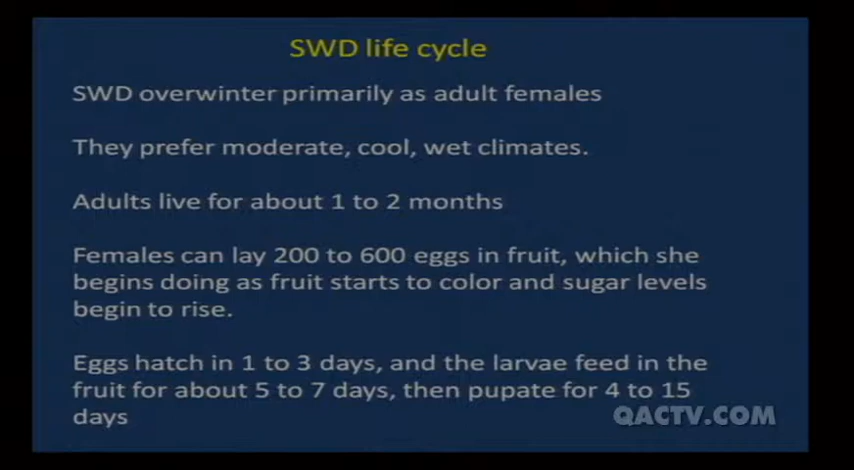 SWD life cycle
SWD overwinter primarily as adult females
They prefer moderate, cool, wet climates.
Adults live for about 1 to 2 months
Females can lay 200 to 600 eggs in fruit, which she
begins doing as fruit starts to color and sugar levels
begin to rise.
Eggs hatch in 1 to 3 days, and the larvae feed in the
fruit for about 5 to 7 days, then pupate for 4 to 15
days
QACTV.COM